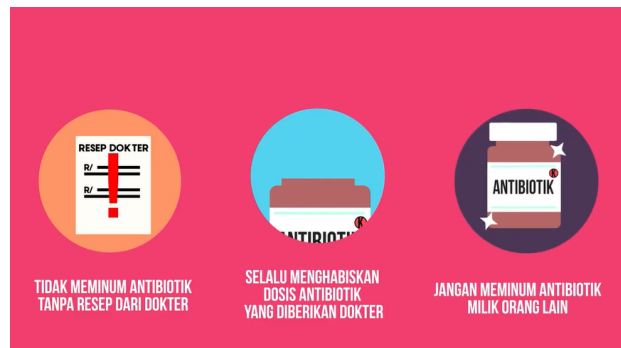 RESEP DOKTER
R/
R/
TIDAK MEMINUM ANTIBIOTIK
TANPA RESEP DARI DOKTER
ANTIBIOTI
K
SELALU MENGHABISKAN
DOSIS ANTIBIOTIK
YANG DIBERIKAN DOKTER
K
ANTIBIOTIK
JANGAN MEMINUM ANTIBIOTIK
MILIK ORANG LAIN